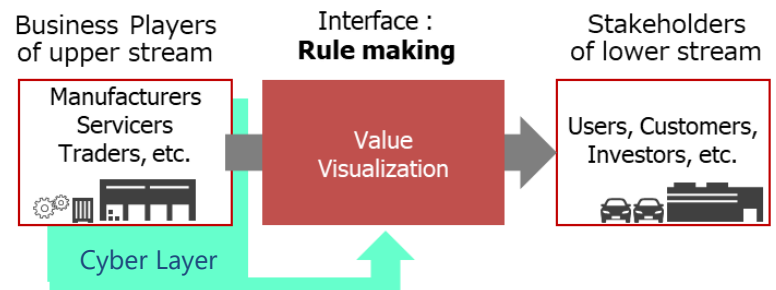 Business Players
of upper stream
Interface :
Rule making
Stakeholders
of lower stream
Manufacturers
Servicers
Traders, etc.
Value
Visualization
Users, Customers,
Investors, etc.
Cyber Layer